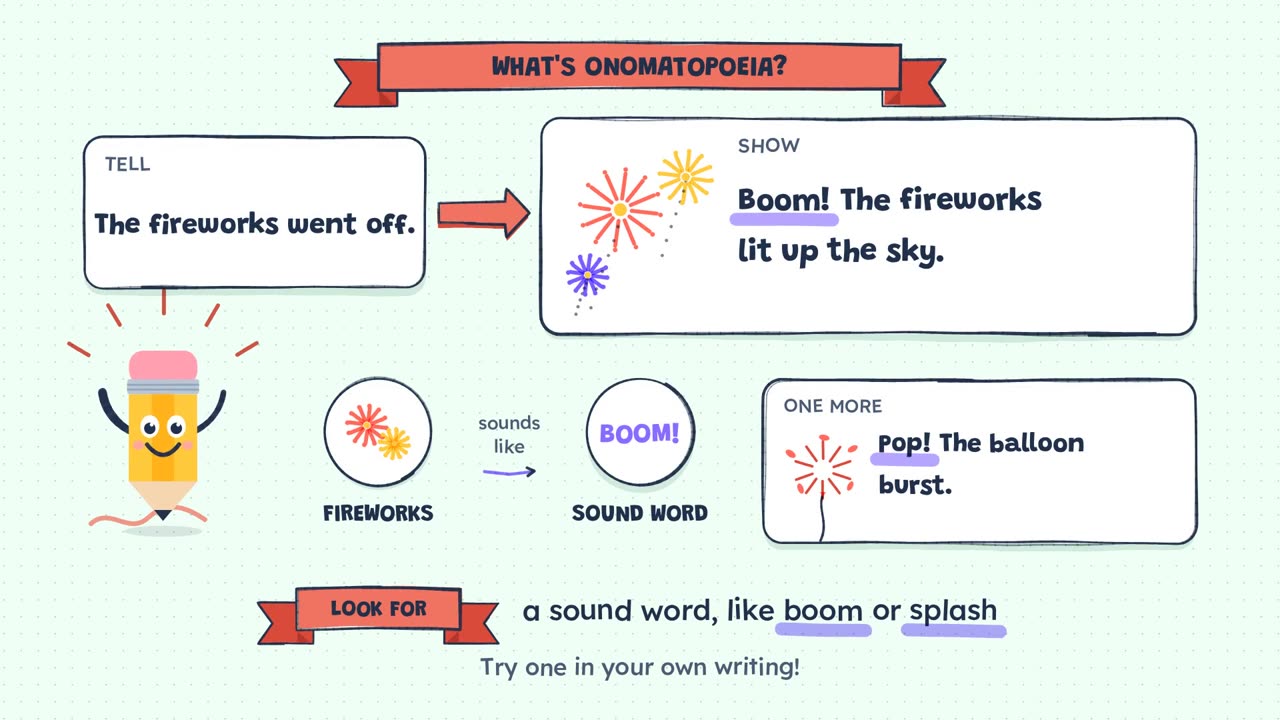 WHAT'S ONOMATOPOEIA?
TELL
The fireworks went off.
SHOW
Boom! The fireworks
lit up the sky.
sounds
like
BOOM!
FIREWORKS
SOUND WORD
ONE MORE
Pop! The balloon
burst.
LOOK FOR
a sound word, like boom or splash
Try one in your own writing!